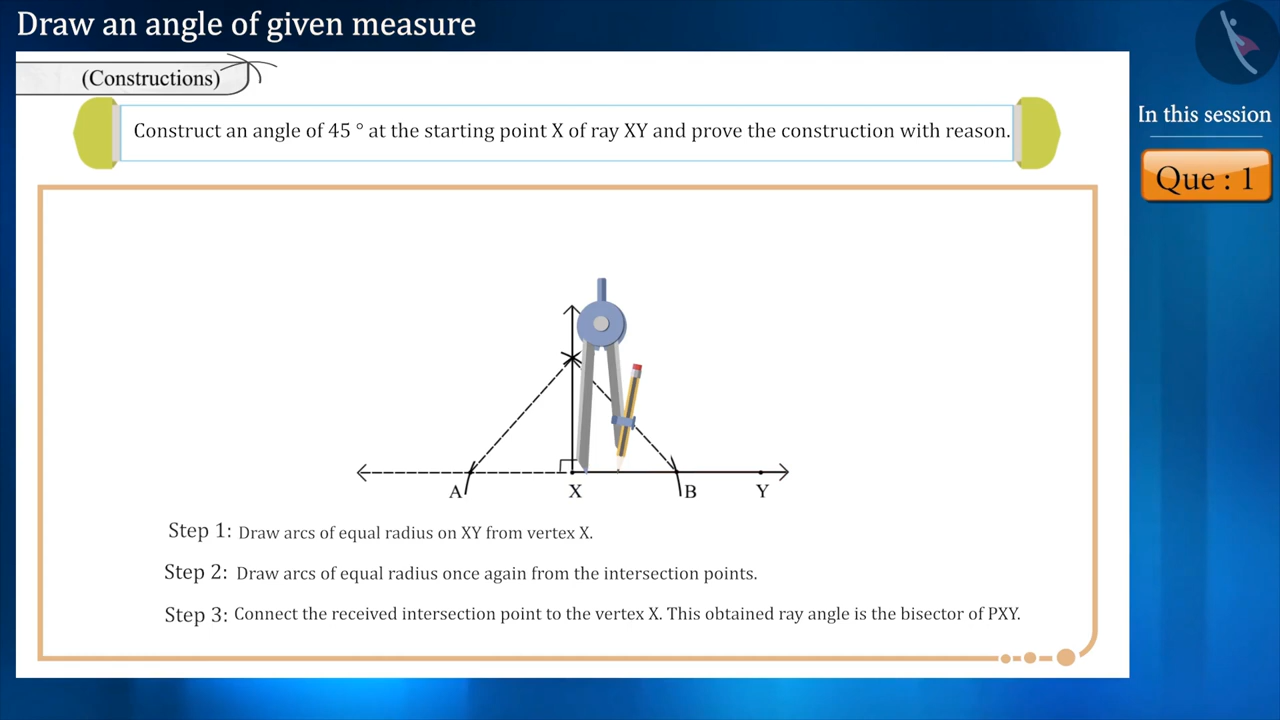 Draw an angle of given measure
(Constructions)
In this session
Construct an angle of 45 ° at the starting point X of ray XY and prove the construction with reason.
Que : 1
A X B Y
Step 1: Draw arcs of equal radius on XY from vertex X.
Step 2: Draw arcs of equal radius once again from the intersection points.
Step 3: Connect the received intersection point to the vertex X. This obtained ray angle is the bisector of PXY.